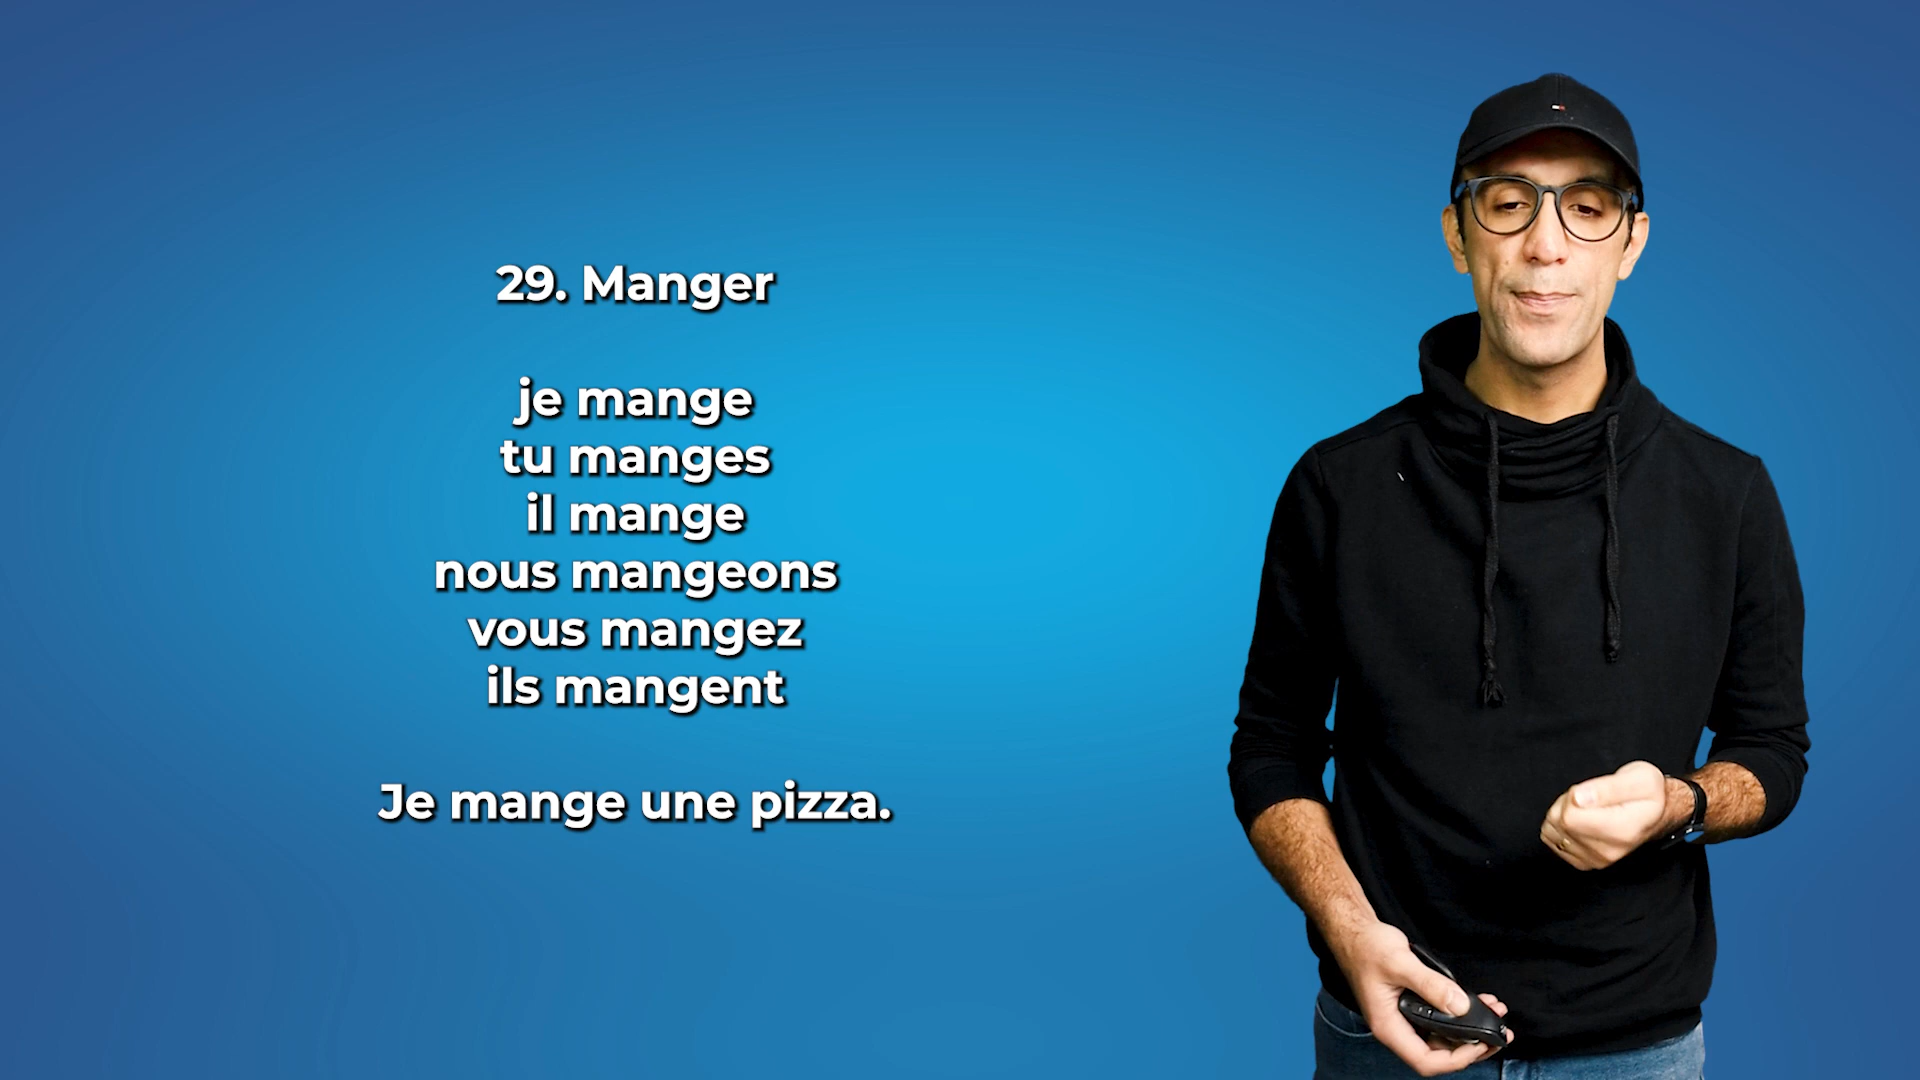 29. Manger
je mange
tu manges
il mange
nous mangeons
vous mangez
ils mangent
Je mange une pizza.